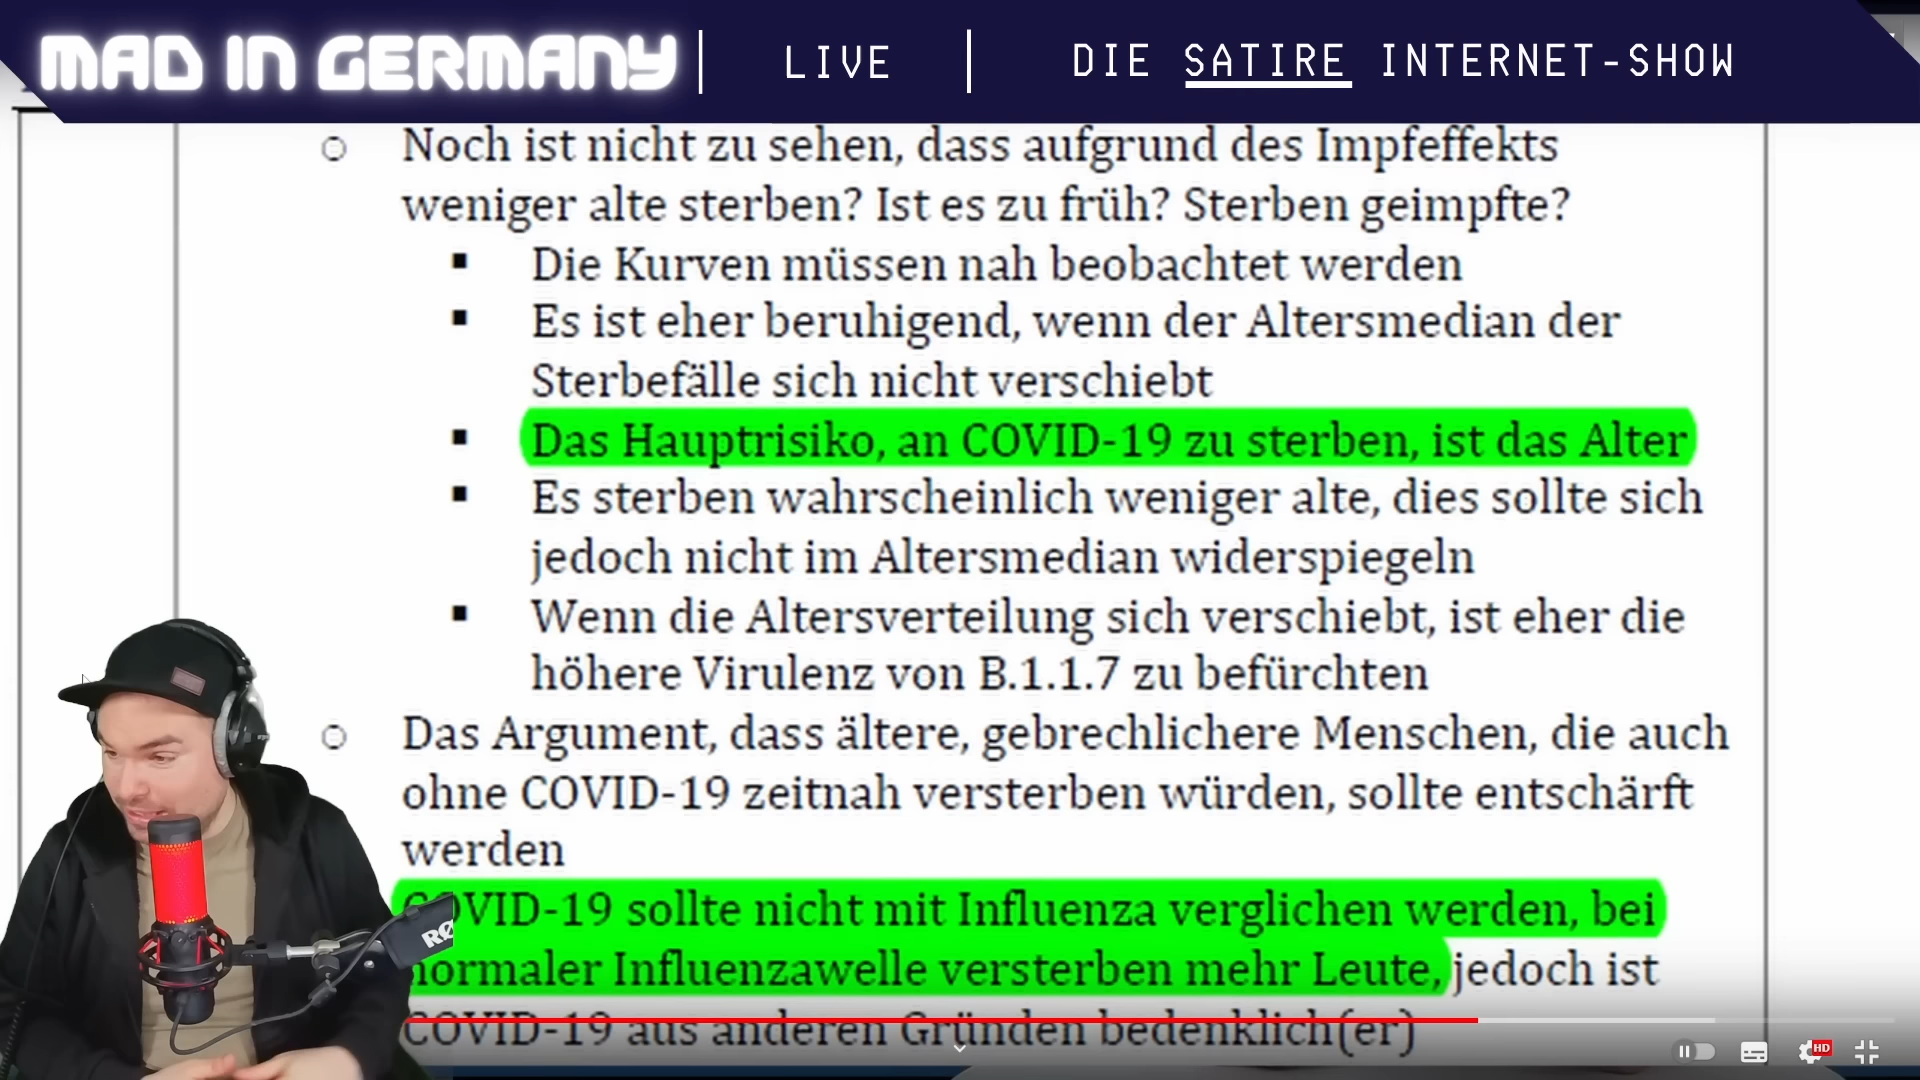 MAD IN GERMANY | LIVE | DIE SATIRE INTERNET-SHOW
○ Noch ist nicht zu sehen, dass aufgrund des Impfeffekts
weniger alte sterben? Ist es zu früh? Sterben geimpfte?
▪ Die Kurven müssen nah beobachtet werden
▪ Es ist eher beruhigend, wenn der Altersmedian der
Sterbefälle sich nicht verschiebt
▪ Das Hauptrisiko, an COVID-19 zu sterben, ist das Alter
▪ Es sterben wahrscheinlich weniger alte, dies sollte sich
jedoch nicht im Altersmedian widerspiegeln
▪ Wenn die Altersverteilung sich verschiebt, ist eher die
höhere Virulenz von B.1.1.7 zu befürchten
○ Das Argument, dass ältere, gebrechlichere Menschen, die auch
ohne COVID-19 zeitnah versterben würden, sollte entschärft
werden
COVID-19 sollte nicht mit Influenza verglichen werden, bei
normaler Influenzawelle versterben mehr Leute, jedoch ist
COVID-19 aus anderen Gründen bedenklich(er)
HD